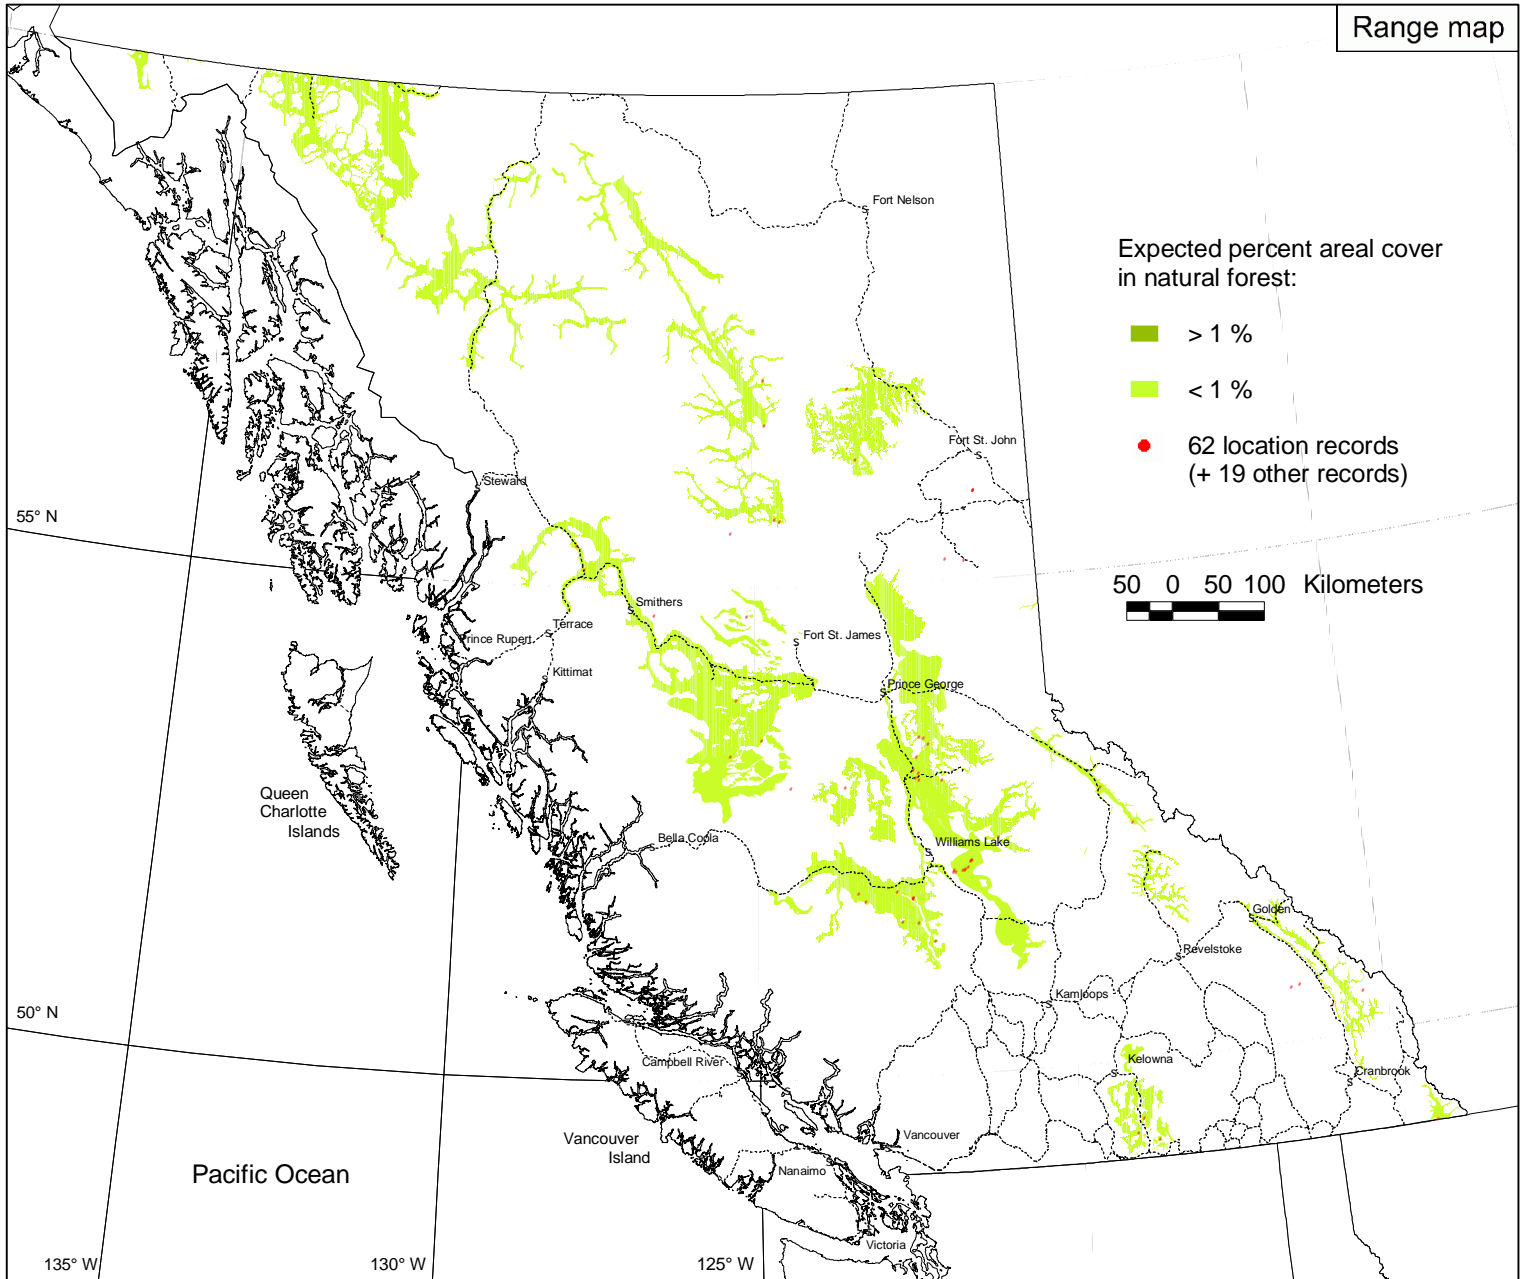 Range map
Fort Nelson
Expected percent areal cover
in natural forest:
> 1 %
< 1 %
62 location records
(+ 19 other records)
Fort St. John
Steward
55° N
50 0 50 100 Kilometers
Smithers
Terrace
Prince Rupert
Fort St. James
Kittimat
Prince George
Queen
Charlotte
Islands
Bella Coola
Williams Lake
Golden
Revelstoke
Kamloops
50° N
Campbell River
Kelowna
Cranbrook
Vancouver
Island
Vancouver
Nanaimo
Pacific Ocean
Victoria
135° W
130° W
125° W